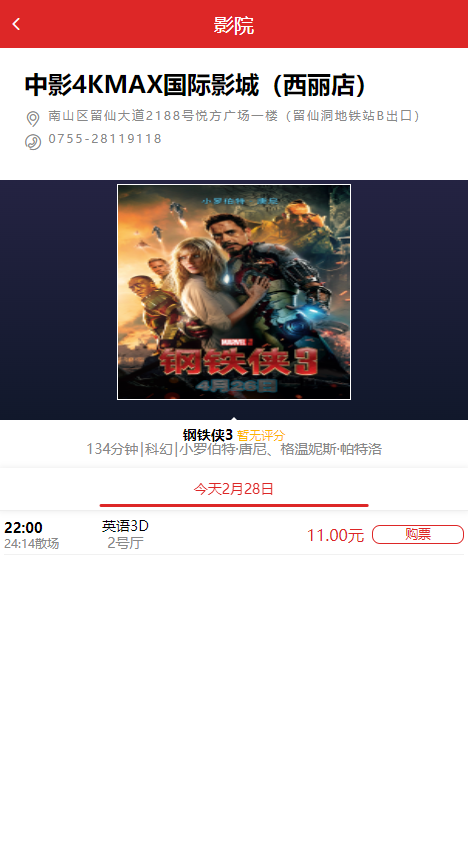 影院
中影4KMAX国际影城（西丽店）
南山区留仙大道2188号悦方广场一楼（留仙洞地铁站B出口）
0755-28119118
小罗伯特 唐尼
MARVEL
钢铁侠3
4月26日
钢铁侠3 暂无评分
134分钟|科幻|小罗伯特·唐尼、格温妮斯·帕特洛
今天2月28日
22:00 英语3D 11.00元 购票
24:14散场 2号厅